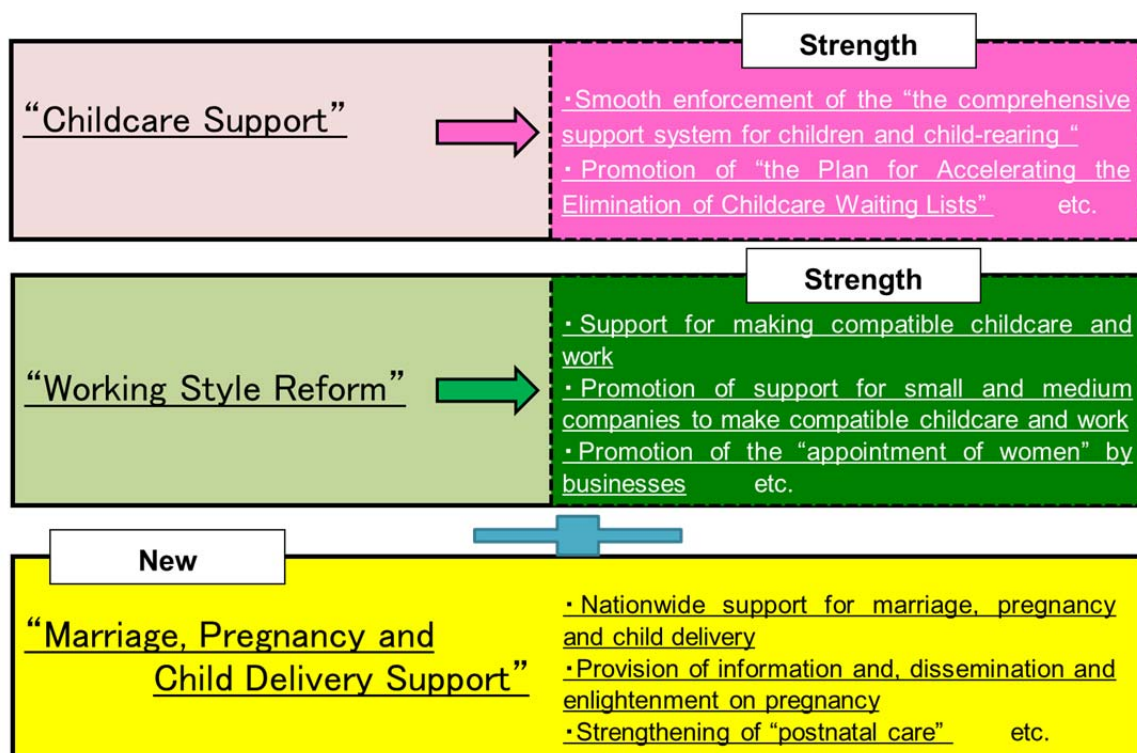 Strength
“Childcare Support”
・Smooth enforcement of the “the comprehensive
support system for children and child-rearing “
・Promotion of “the Plan for Accelerating the
Elimination of Childcare Waiting Lists” etc.
Strength
“Working Style Reform”
・Support for making compatible childcare and
work
・Promotion of support for small and medium
companies to make compatible childcare and work
・Promotion of the “appointment of women” by
businesses etc.
New
“Marriage, Pregnancy and
Child Delivery Support”
・Nationwide support for marriage, pregnancy
and child delivery
・Provision of information and, dissemination and
enlightenment on pregnancy
・Strengthening of “postnatal care” etc.